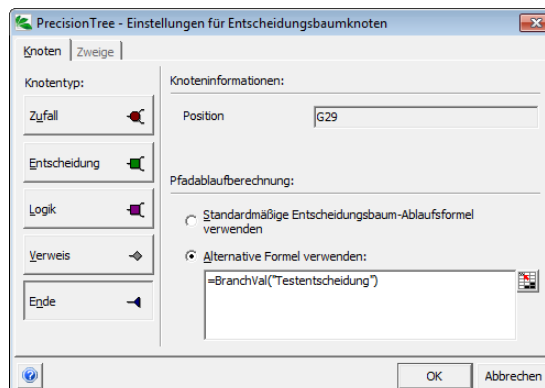 PrecisionTree - Einstellungen für Entscheidungsbaumknoten
Knoten
Zweige
Knotentyp:
Zufall
Entscheidung
Logik
Verweis
Ende
Knoteninformationen:
Position
G29
Pfadablaufberechnung:
Standardmäßige Entscheidungsbaum-Ablaufsformel
verwenden
Alternative Formel verwenden:
=BranchVal("Testentscheidung")
OK
Abbrechen